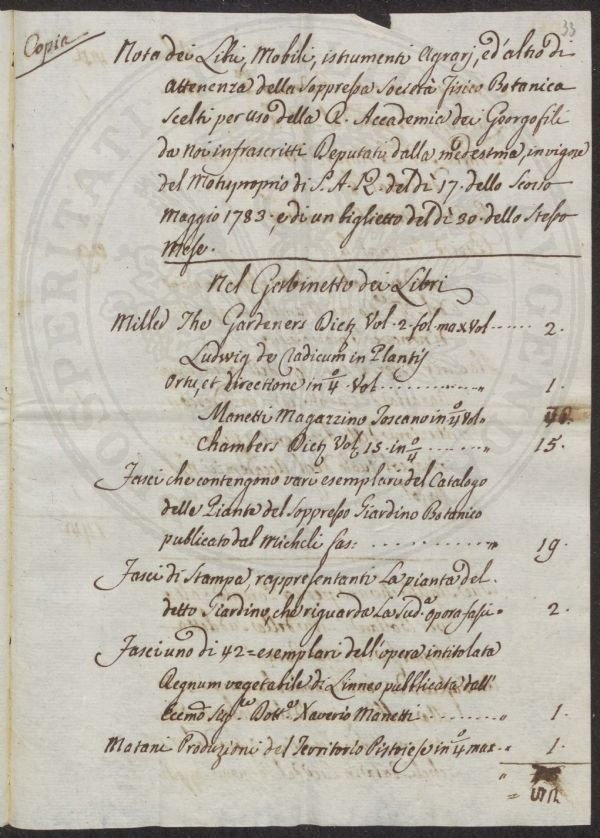 33
Copia
Nota dei Libri, Mobili, istrumenti Agrarj, ed'altro di
attenenza della Soppressa Società Fisico Botanica
Scelti per uso della R. Accademia dei Georgofili
da noi infrascritti Deputati dalla medesima, in vigore
del Motuproprio di S. A. R. del dì 17. dello Scorso
Maggio 1783. e di un biglietto del dì 30. dello Stesso
Mese.
Nel Gabinetto dei Libri
Milled The Gardeners Dict. Vol. 2. fol. max Vol ...... 2.
Ludwig de Radicum in Plantis
Ortu, et Directione in 4.º Vol ............ " 1.
Manetti Magazzino Toscano in 4.º Vol "
Chambers Dict. Vol. 15. in 4.º ......... " 15.
Fasci che contengono varii esemplari del Catalogo
delle Piante del Soppresso Giardino Botanico
publicato dal Micheli fas: ............ " 19.
Fasci di Stampa, rappresentanti La pianta del
detto Giardino, che riguarda La Sud.ª opera fasci " 2.
Fasci uno di 42 = esemplari dell'opera intitolata
Regnum vegetabile di Linneo pubblicata dall'
Eccmo Sig.re Dott.e Xaverio Manetti ........ " 1.
Matani Produzioni del Territorio Pistoiese in 4.º max. " 1.